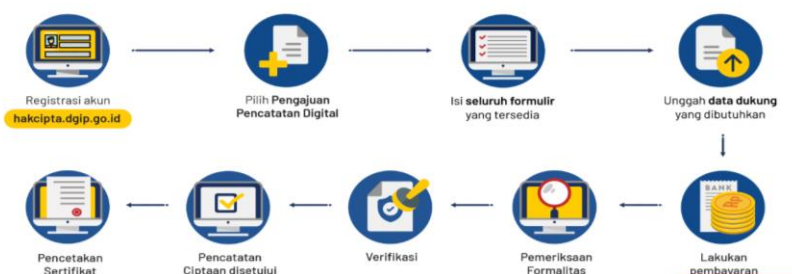 Registrasi akun
hakcipta.dgip.go.id
Pilih Pengajuan
Pencatatan Digital
Isi seluruh formulir
yang tersedia
Unggah data dukung
yang dibutuhkan
BANK
Rp
Lakukan
pembayaran
Pemeriksaan
Formalitas
Verifikasi
Pencatatan
Ciptaan disetujui
Pencetakan
Sertifikat